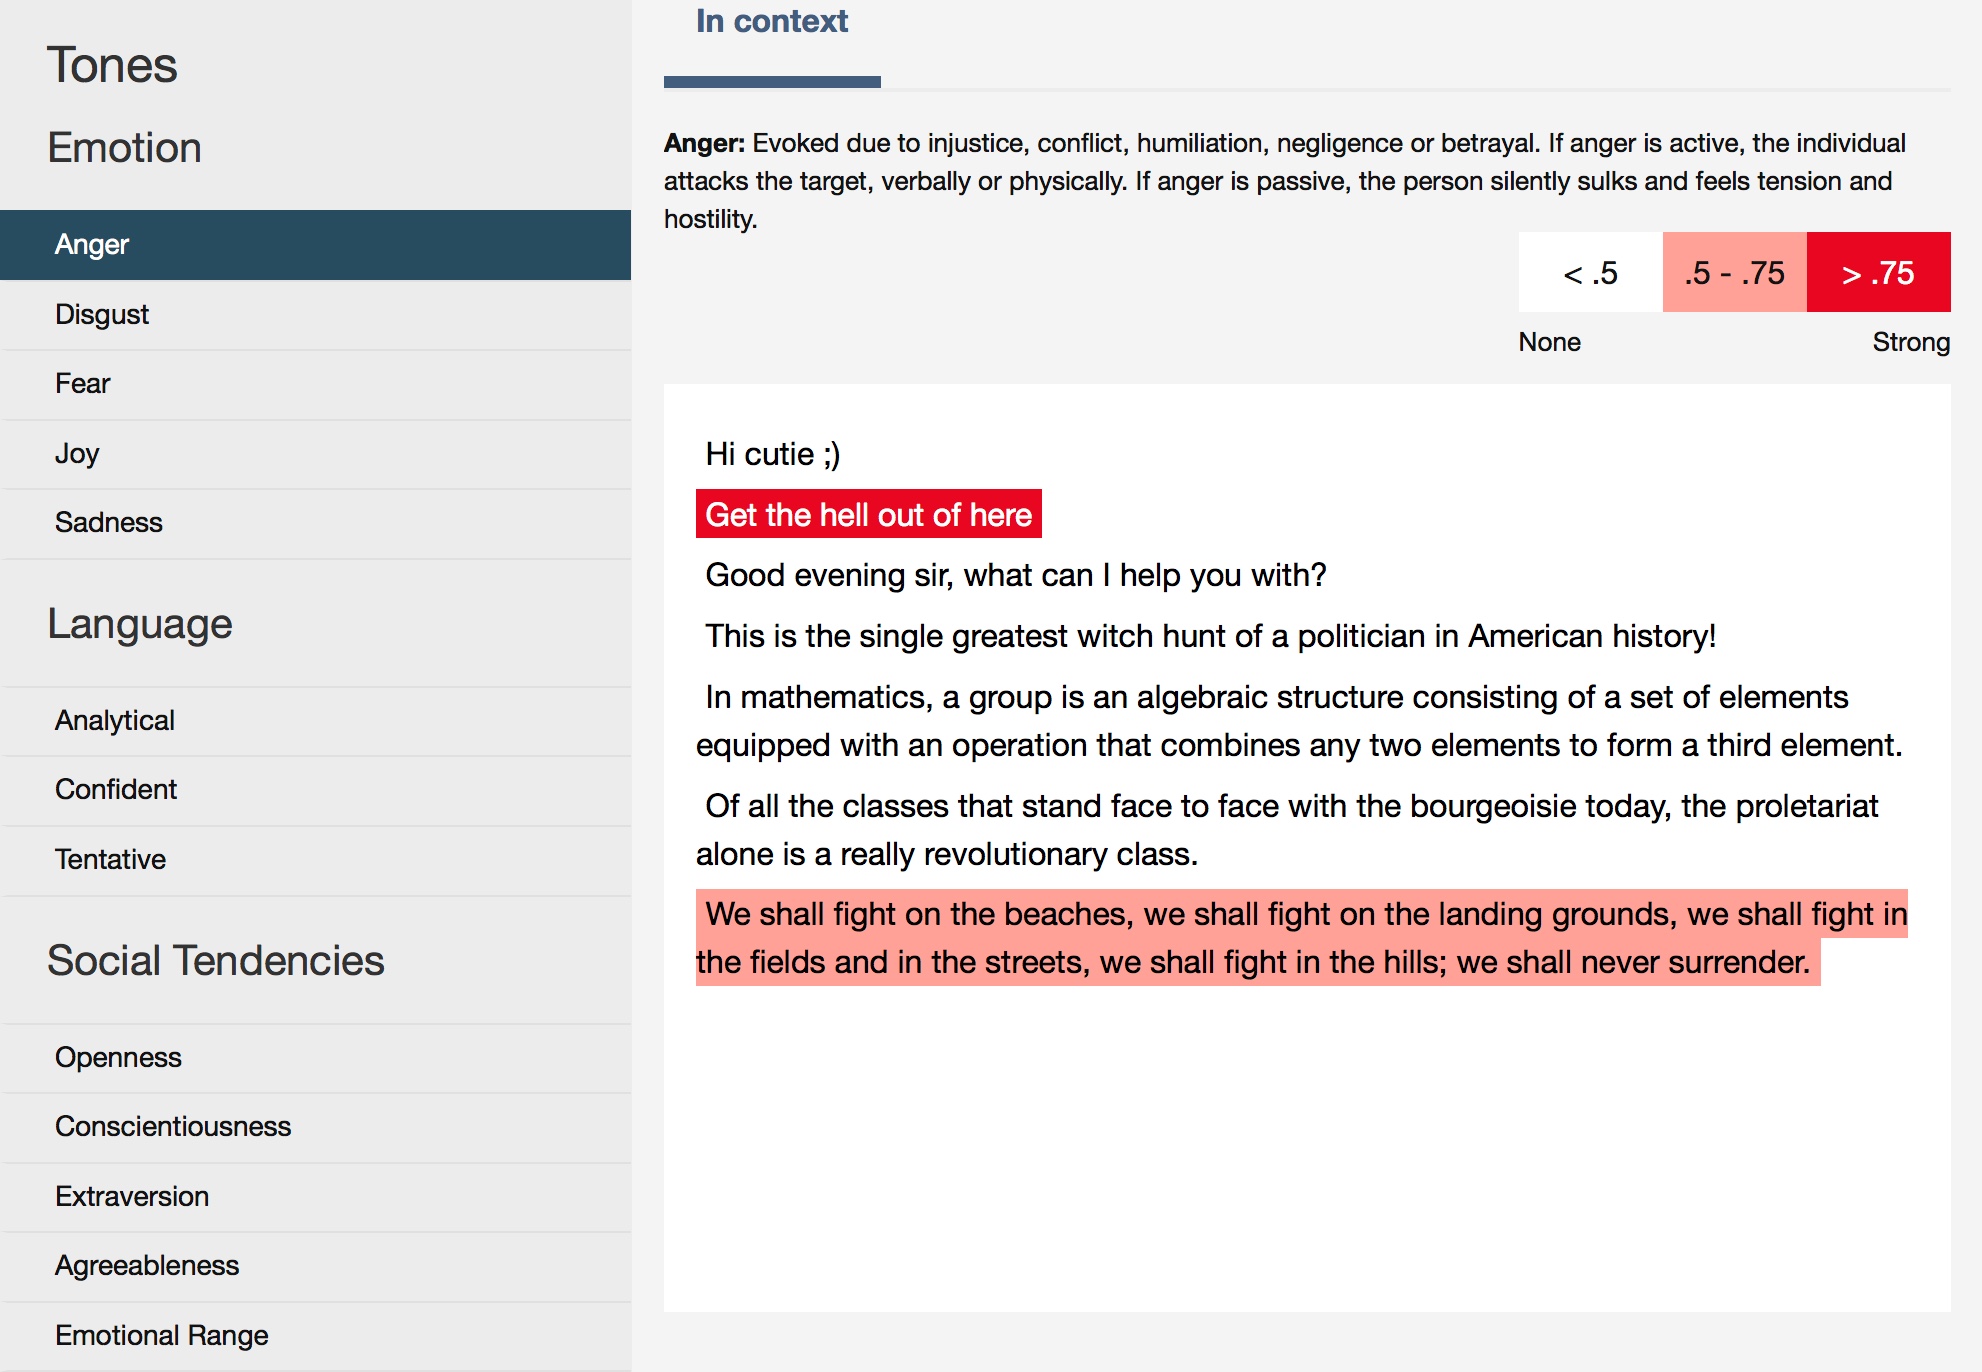 Tones
Emotion
Anger
Disgust
Fear
Joy
Sadness
Language
Analytical
Confident
Tentative
Social Tendencies
Openness
Conscientiousness
Extraversion
Agreeableness
Emotional Range
In context
Anger: Evoked due to injustice, conflict, humiliation, negligence or betrayal. If anger is active, the individual
attacks the target, verbally or physically. If anger is passive, the person silently sulks and feels tension and
hostility.
< .5 .5 - .75 > .75
None Strong
Hi cutie ;)
Get the hell out of here
Good evening sir, what can I help you with?
This is the single greatest witch hunt of a politician in American history!
In mathematics, a group is an algebraic structure consisting of a set of elements
equipped with an operation that combines any two elements to form a third element.
Of all the classes that stand face to face with the bourgeoisie today, the proletariat
alone is a really revolutionary class.
We shall fight on the beaches, we shall fight on the landing grounds, we shall fight in
the fields and in the streets, we shall fight in the hills; we shall never surrender.